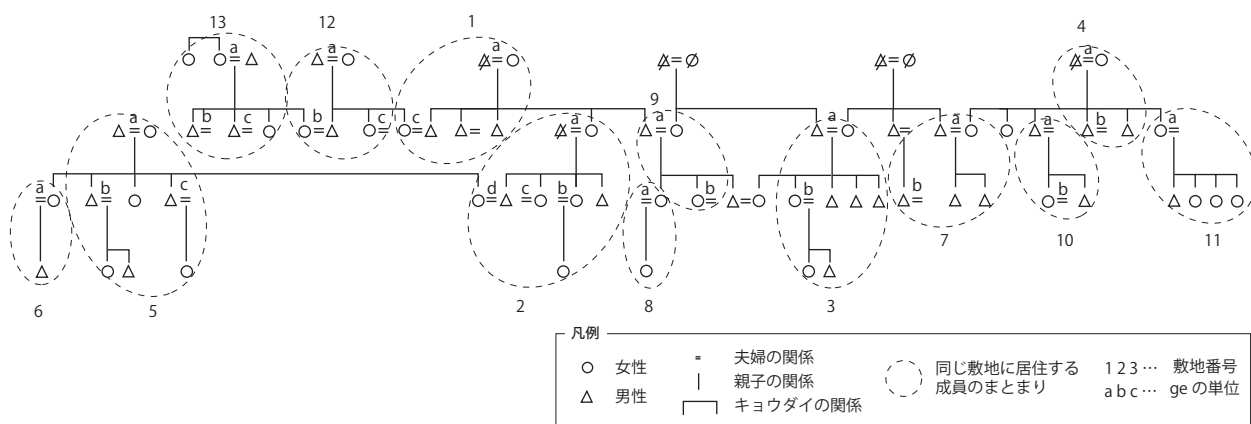 13
12
1
4
a
a
a
a
9
b
c
b
c
c
a
a
a
a
a
b
a
a
a
d
c
b
a
b
b
b
b
a
b
c
6
5
2
8
3
7
10
11
凡例
女性
男性
= 夫婦の関係
親子の関係
キョウダイの関係
同じ敷地に居住する
成員のまとまり
1 2 3 … 敷地番号
a b c … ge の単位